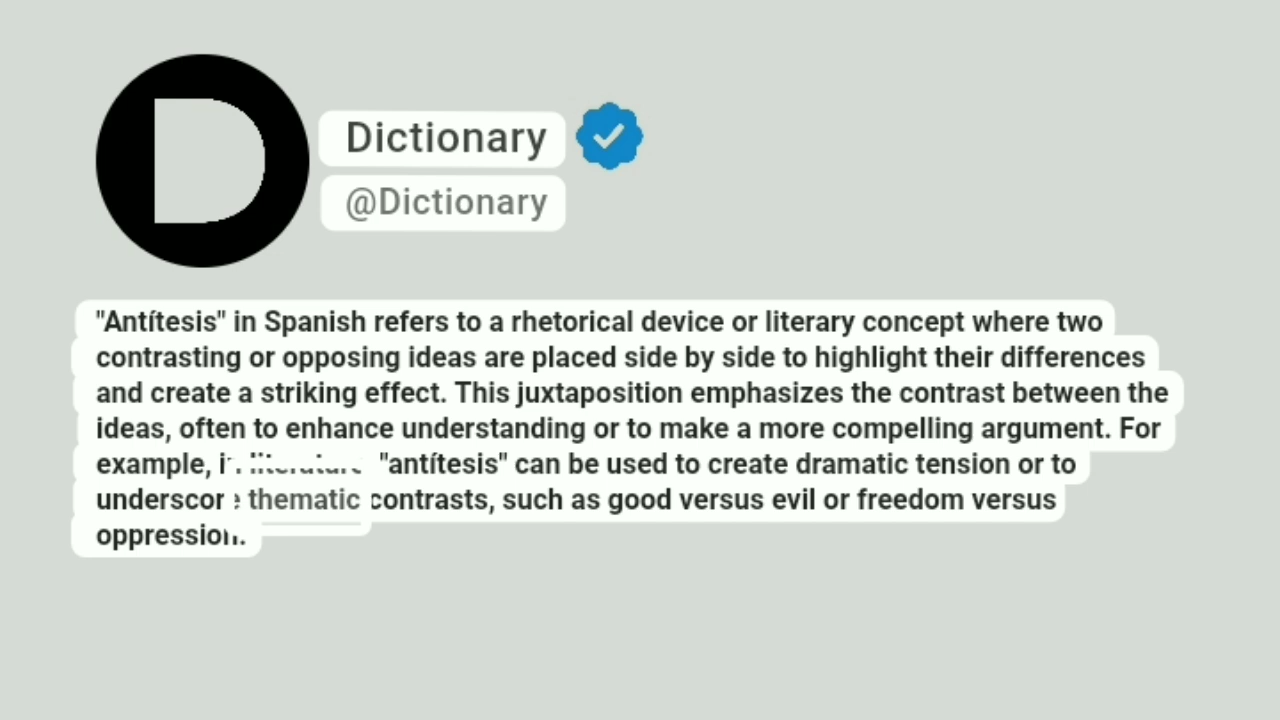 D
Dictionary
@Dictionary
"Antítesis" in Spanish refers to a rhetorical device or literary concept where two
contrasting or opposing ideas are placed side by side to highlight their differences
and create a striking effect. This juxtaposition emphasizes the contrast between the
ideas, often to enhance understanding or to make a more compelling argument. For
example, in literature "antítesis" can be used to create dramatic tension or to
underscore thematic contrasts, such as good versus evil or freedom versus
oppression.